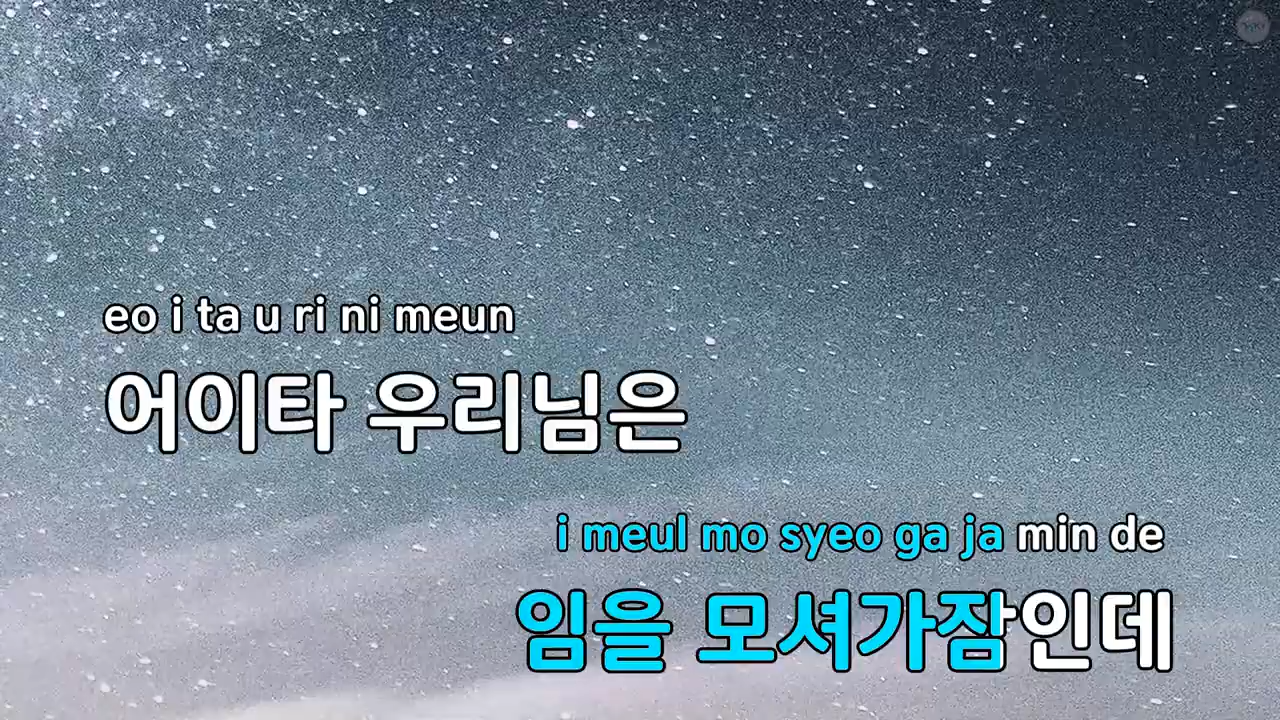 eo i ta u ri ni meun
어이타 우리님은
i meul mo syeo ga ja min de
임을 모셔가잠인데